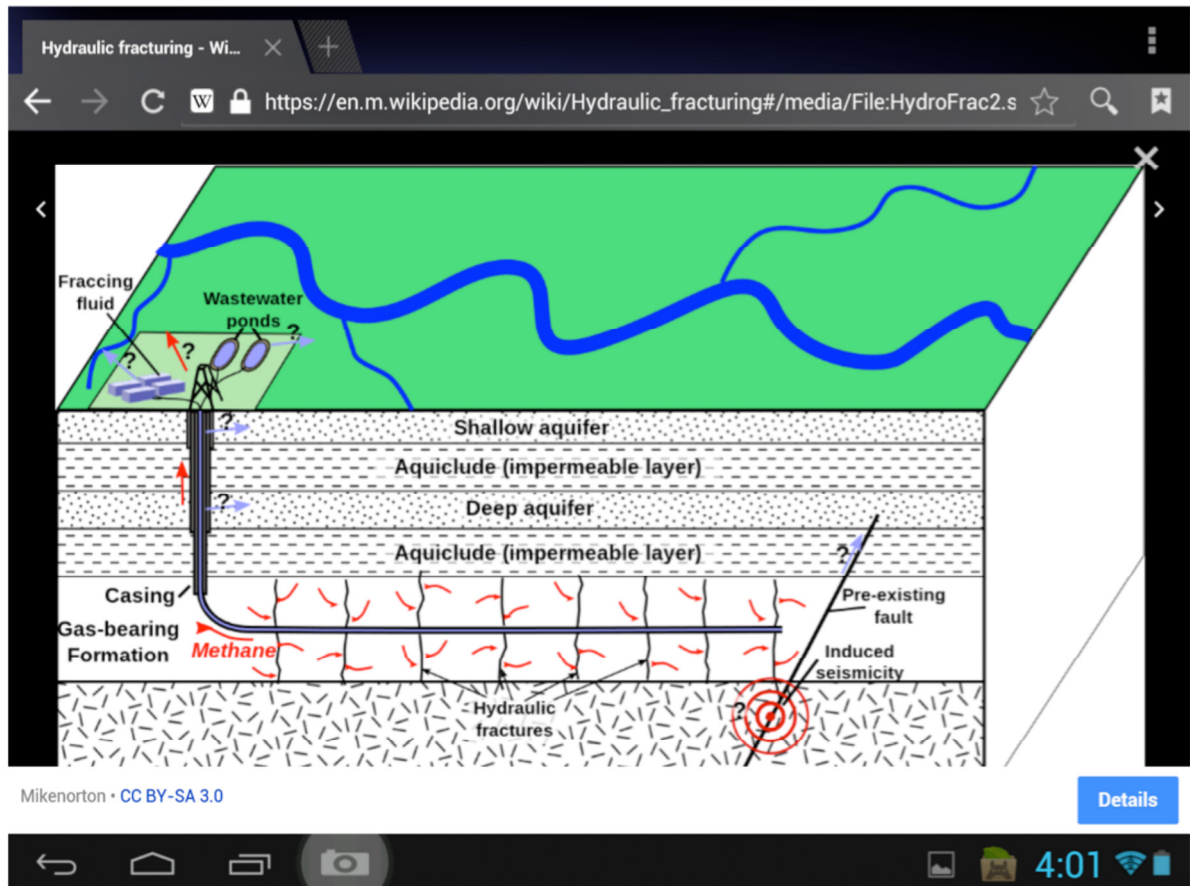 Hydraulic fracturing - Wi...
W https://en.m.wikipedia.org/wiki/Hydraulic_fracturing#/media/File:HydroFrac2.s
Fraccing
fluid
Wastewater
ponds
?
?
?
?
Shallow aquifer
Aquiclude (impermeable layer)
?
Deep aquifer
Aquiclude (impermeable layer)
?
Casing
Pre-existing
fault
Gas-bearing
Formation
Methane
Induced
seismicity
Hydraulic
fractures
?
Mikenorton • CC BY-SA 3.0
Details
4:01